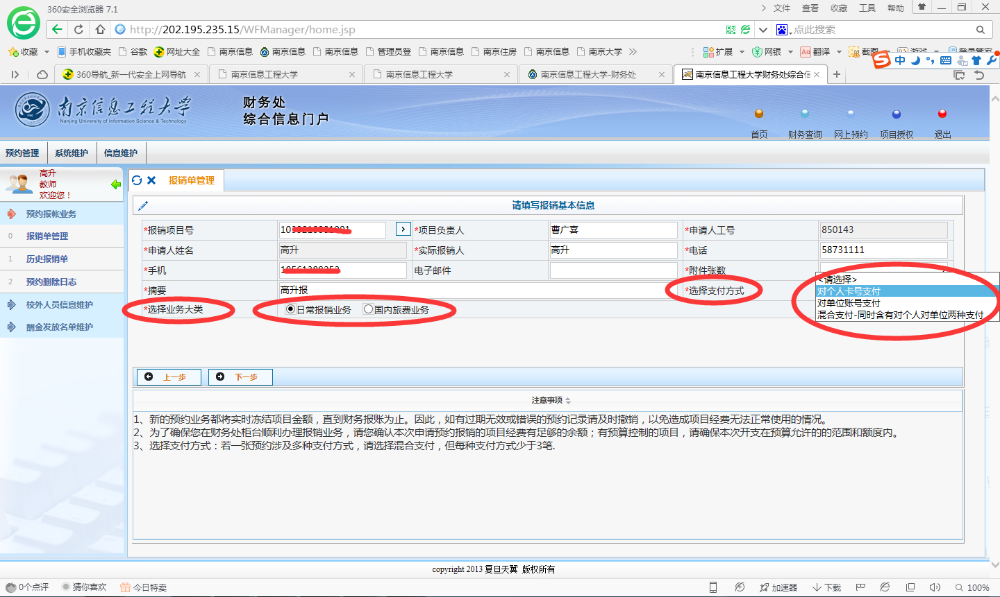 360安全浏览器 7.1
文件 查看 收藏 工具 帮助
http://202.195.235.15/WFManager/home.jsp
点此搜索
收藏 手机收藏夹 谷歌 网址大全 南京信息 南京信息 南京信息 管理员登 南京信息 南京住房 南京信息 南京大学 扩展 网银 翻译 截图 游戏 登录管家
中
360导航_新一代安全上网导航 南京信息工程大学 南京信息工程大学 南京信息工程大学-财务处 南京信息工程大学财务处综合信
南京信息工程大学
Nanjing University of Information Science & Technology
财务处
综合信息门户
首页 财务查询 网上预约 项目授权 退出
预约管理 系统维护 信息维护
高升
教师
欢迎您！
预约报帐业务
0 报销单管理
1 历史报销单
2 预约删除日志
校外人员信息维护
酬金发放名单维护
报销单管理
请填写报销基本信息
*报销项目号 *项目负责人 曹广喜 *申请人工号 850143
*申请人姓名 高升 *实际报销人 高升 *电话 58731111
*手机 电子邮件 *附件张数
*摘要 高升报 *选择支付方式
<请选择>
对个人卡号支付
对单位账号支付
混合支付-同时含有对个人对单位两种支付
*选择业务大类 日常报销业务 国内旅费业务
上一步 下一步
注意事项
1、新的预约业务都将实时冻结项目金额，直到财务报账为止。因此，如有过期无效或错误的预约记录请及时撤销，以免造成项目经费无法正常使用的情况。
2、为了确保您在财务处柜台顺利办理报销业务，请您确认本次申请预约报销的项目经费有足够的余额；有预算控制的项目，请确保本次开支在预算允许的的范围和额度内。
3、选择支付方式：若一张预约涉及多种支付方式，请选择混合支付，但每种支付方式少于3笔.
copyright 2013 复旦天翼 版权所有
0个点评 猜你喜欢 今日特卖 加速器 下载 100%